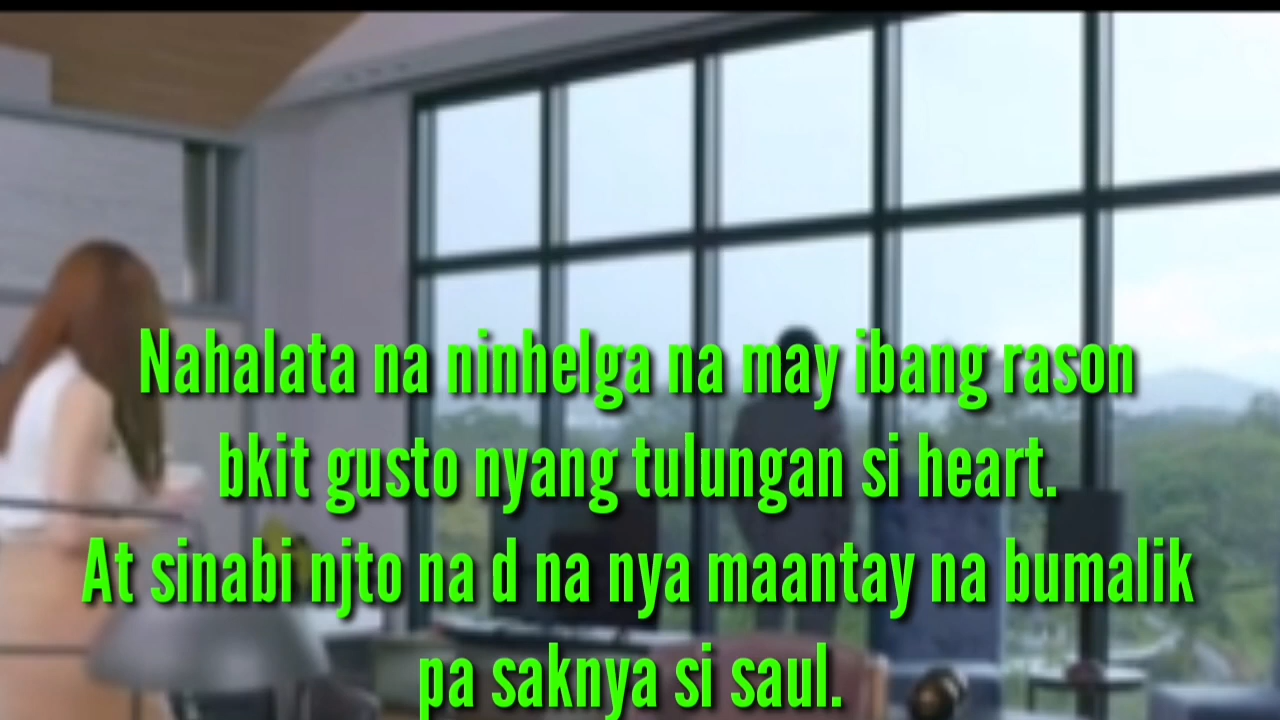 Nahalata na ninhelga na may ibang rason
bkit gusto nyang tulungan si heart.
At sinabi njto na d na nya maantay na bumalik
pa saknya si saul.